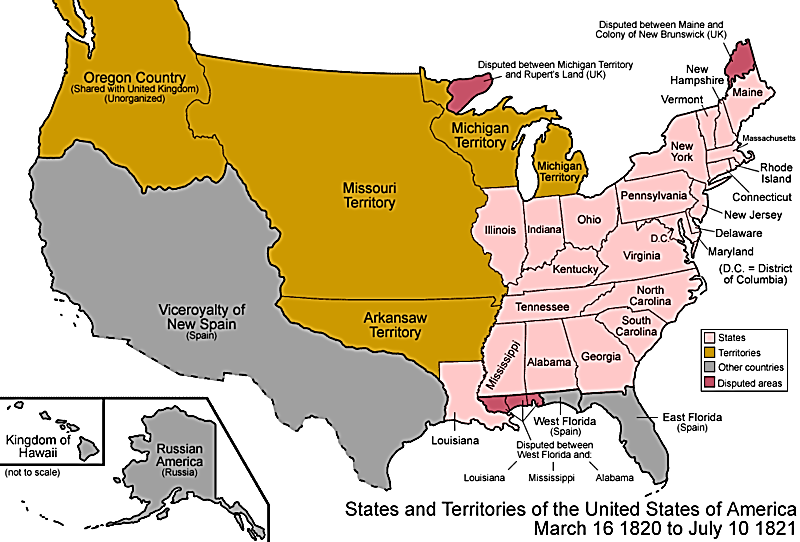 Disputed between Maine and
Colony of New Brunswick (UK)
Disputed between Michigan Territory
and Rupert's Land (UK)
Oregon Country
(Shared with United Kingdom)
(Unorganized)
New
Hampshire
Vermont
Maine
Michigan
Territory
Michigan
Territory
Massachusetts
New
York
Rhode
Island
Connecticut
Missouri
Territory
Pennsylvania
New Jersey
Illinois
Indiana
Ohio
Delaware
D.C.
Maryland
(D.C. = District
of Columbia)
Virginia
Kentucky
North
Carolina
Tennessee
Viceroyalty of
New Spain
(Spain)
Arkansaw
Territory
South
Carolina
Mississippi
Alabama
Georgia
States
Territories
Other countries
Disputed areas
Louisiana
West Florida
(Spain)
East Florida
(Spain)
Disputed between
West Florida and:
Louisiana
Mississippi
Alabama
Kingdom of
Hawaii
(not to scale)
Russian
America
(Russia)
States and Territories of the United States of America
March 16 1820 to July 10 1821